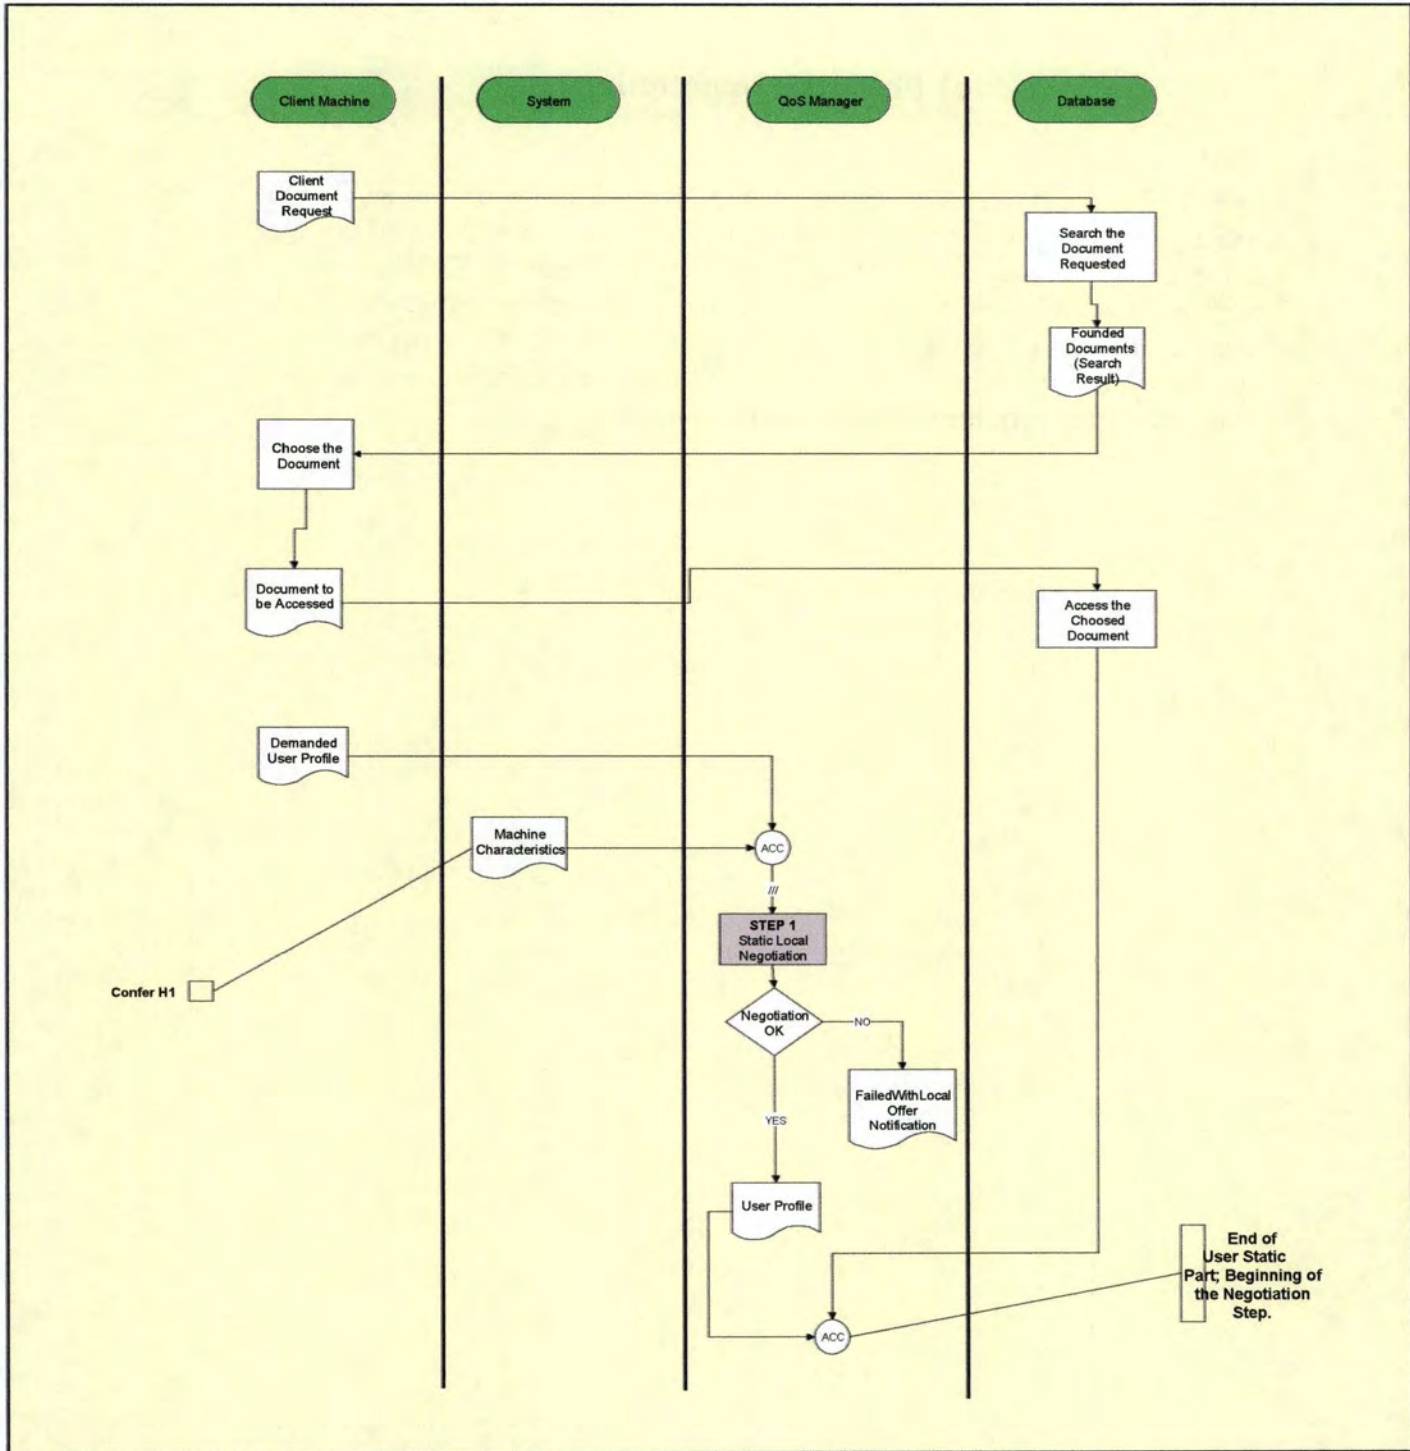 Client Machine
System
QoS Manager
Database
Client
Document
Request
Search the
Document
Requested
Founded
Documents
(Search
Result)
Choose the
Document
Document to
be Accessed
Access the
Choosed
Document
Demanded
User Profile
Machine
Characteristics
ACC
///
STEP 1
Static Local
Negotiation
Confer H1
Negotiation
OK
NO
FailedWithLocal
Offer
Notification
YES
User Profile
End of
User Static
Part; Beginning of
the Negotiation
Step.
ACC